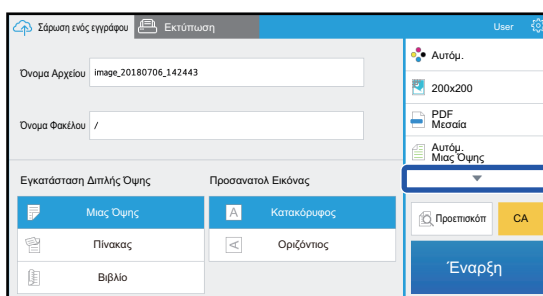 Σάρωση ενός εγγράφου
Εκτύπωση
User
Όνομα Αρχείου
image_20180706_142443
Όνομα Φακέλου
/
Εγκατάσταση Διπλής Όψης
Προσανατολ Εικόνας
Μιας Όψης
Πίνακας
Βιβλίο
A Κατακόρυφος
A Οριζόντιος
Αυτόμ.
200x200
PDF
Μεσαία
Αυτόμ.
Μιας Όψης
Προεπισκόπ
CA
Έναρξη